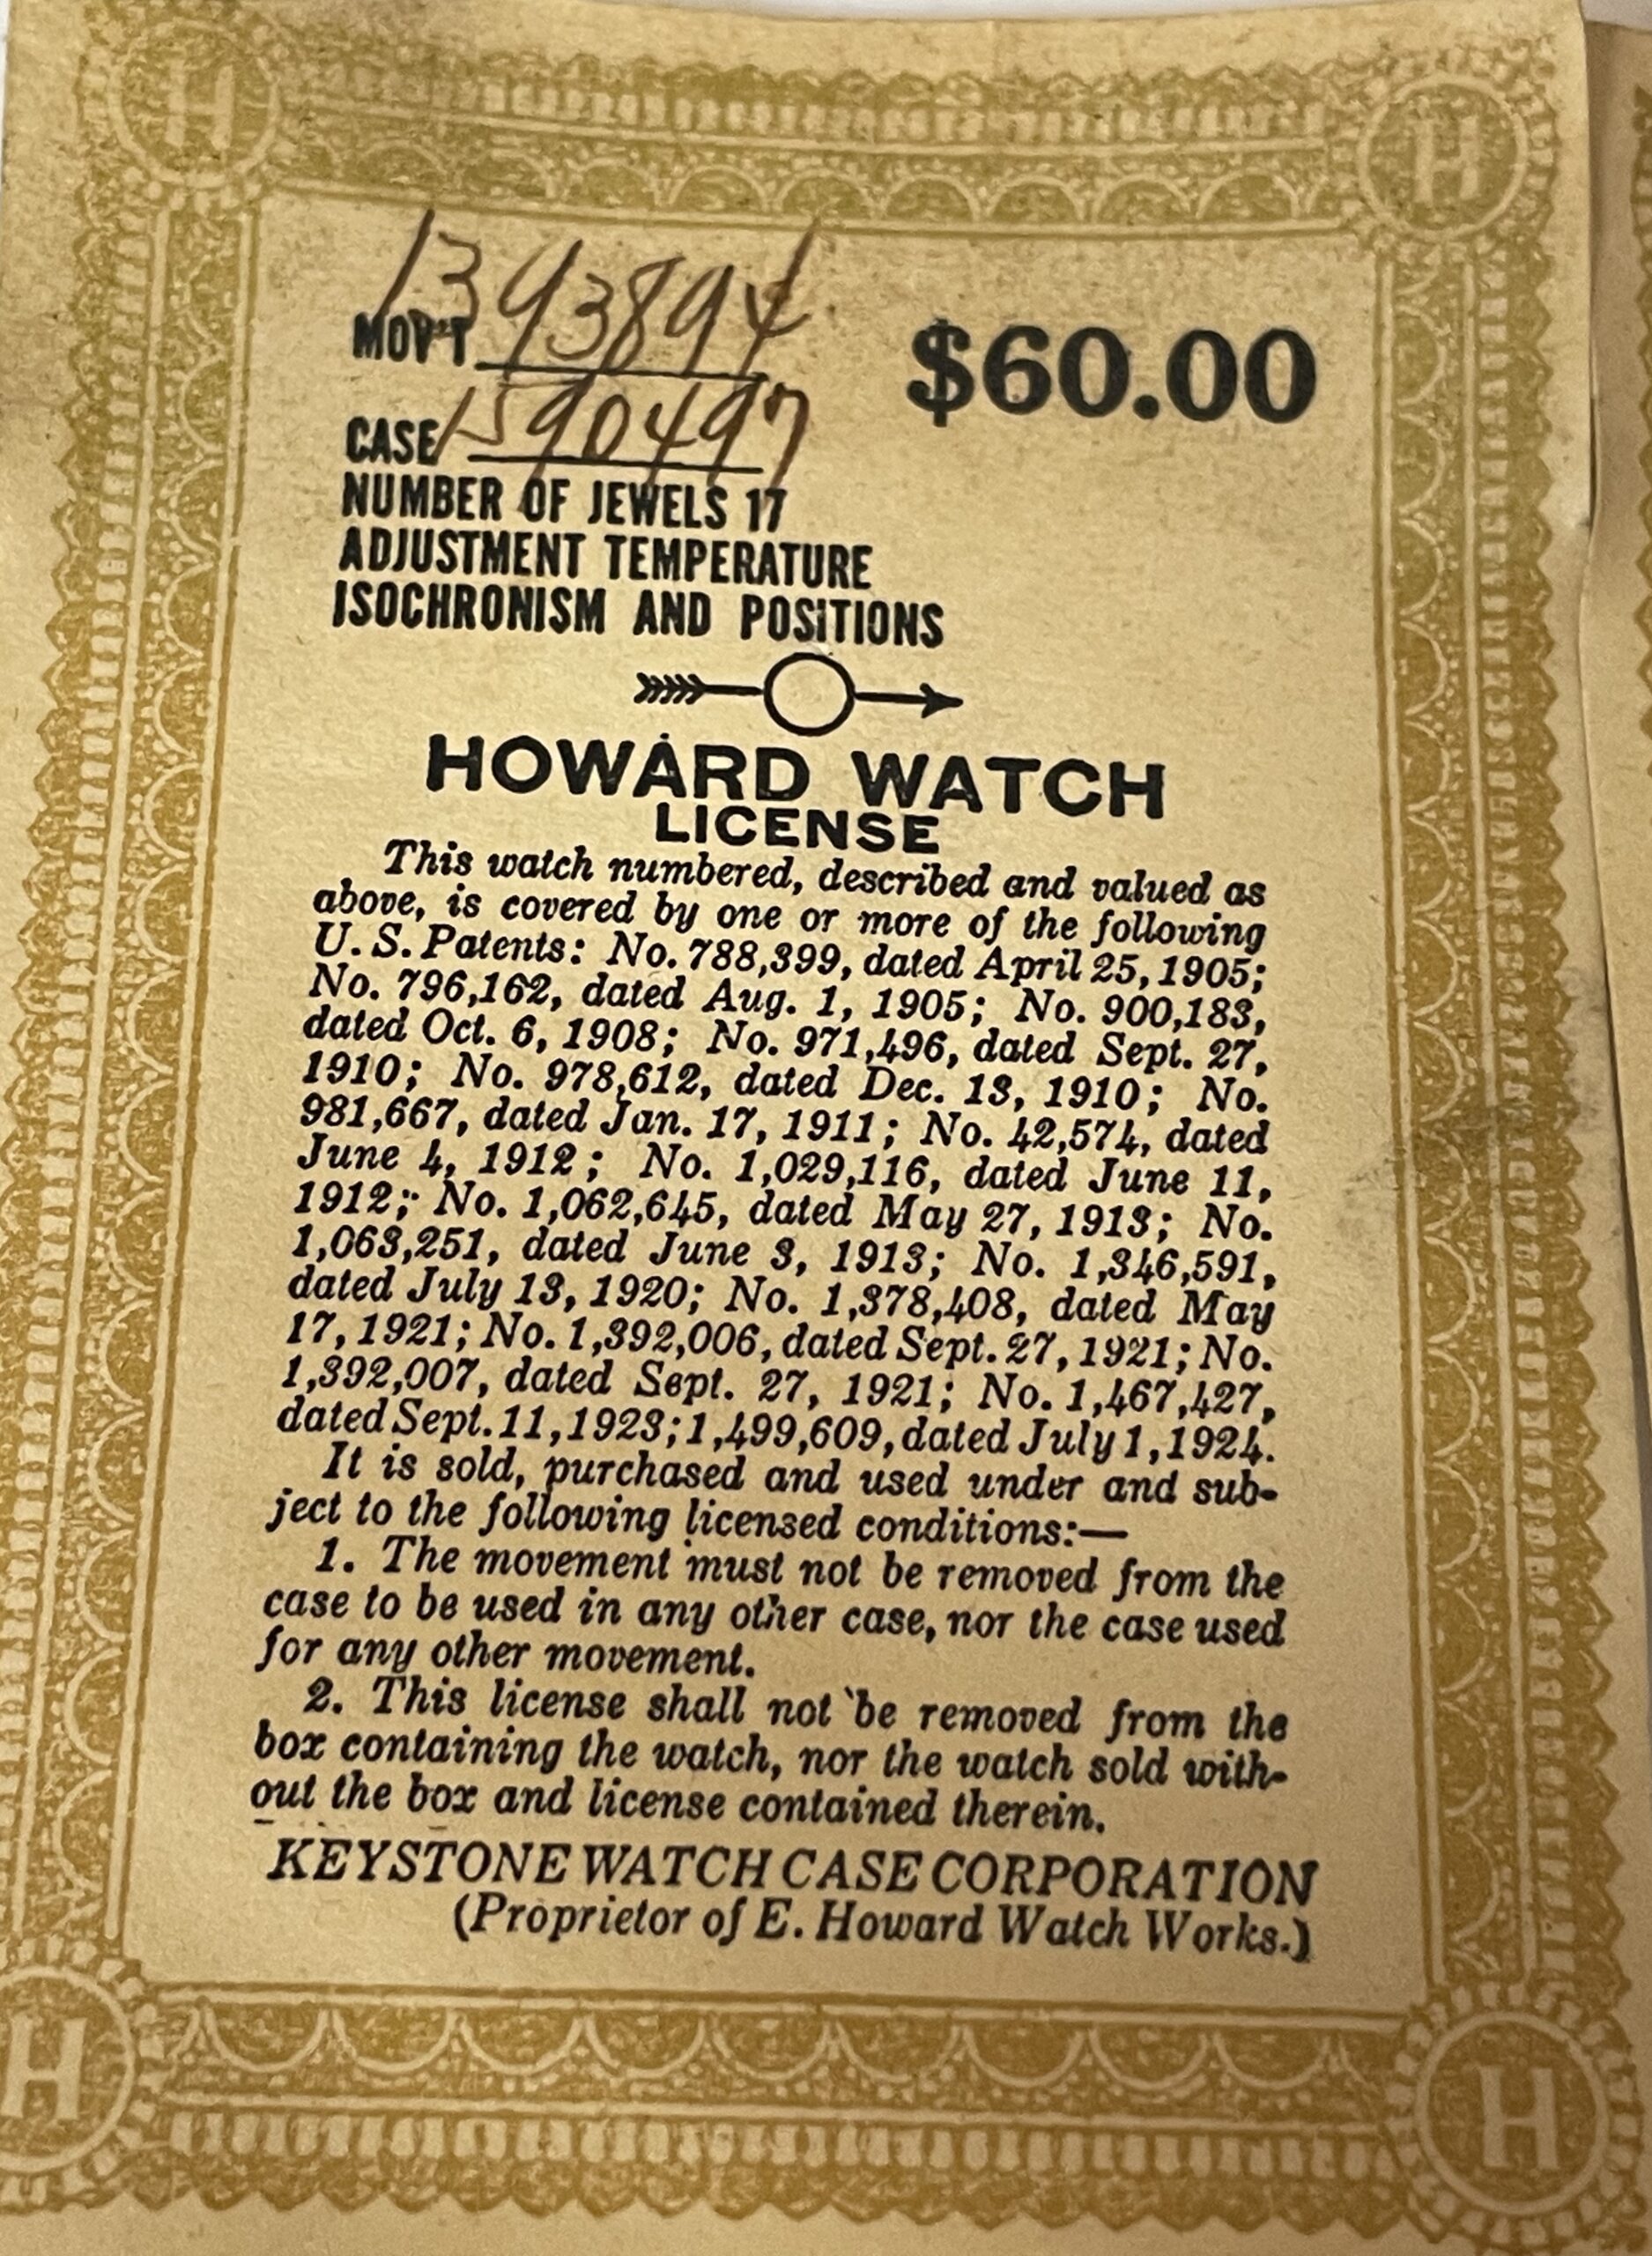 H H
1393894
MOV'T
$60.00
CASE 1590497
NUMBER OF JEWELS 17
ADJUSTMENT TEMPERATURE
ISOCHRONISM AND POSITIONS
HOWARD WATCH
LICENSE
This watch numbered, described and valued as
above, is covered by one or more of the following
U. S. Patents: No. 788,399, dated April 25, 1905;
No. 796,162, dated Aug. 1, 1905; No. 900,183,
dated Oct. 6, 1908; No. 971,496, dated Sept. 27,
1910; No. 978,612, dated Dec. 13, 1910; No.
981,667, dated Jan. 17, 1911; No. 42,574, dated
June 4, 1912; No. 1,029,116, dated June 11,
1912; No. 1,062,645, dated May 27, 1913; No.
1,063,251, dated June 3, 1913; No. 1,346,591,
dated July 13, 1920; No. 1,378,408, dated May
17, 1921; No. 1,392,006, dated Sept. 27, 1921; No.
1,392,007, dated Sept. 27, 1921; No. 1,467,427,
dated Sept. 11, 1923; 1,499,609, dated July 1, 1924.
It is sold, purchased and used under and sub-
ject to the following licensed conditions:—
1. The movement must not be removed from the
case to be used in any other case, nor the case used
for any other movement.
2. This license shall not be removed from the
box containing the watch, nor the watch sold with-
out the box and license contained therein.
KEYSTONE WATCH CASE CORPORATION
(Proprietor of E. Howard Watch Works.)
H H